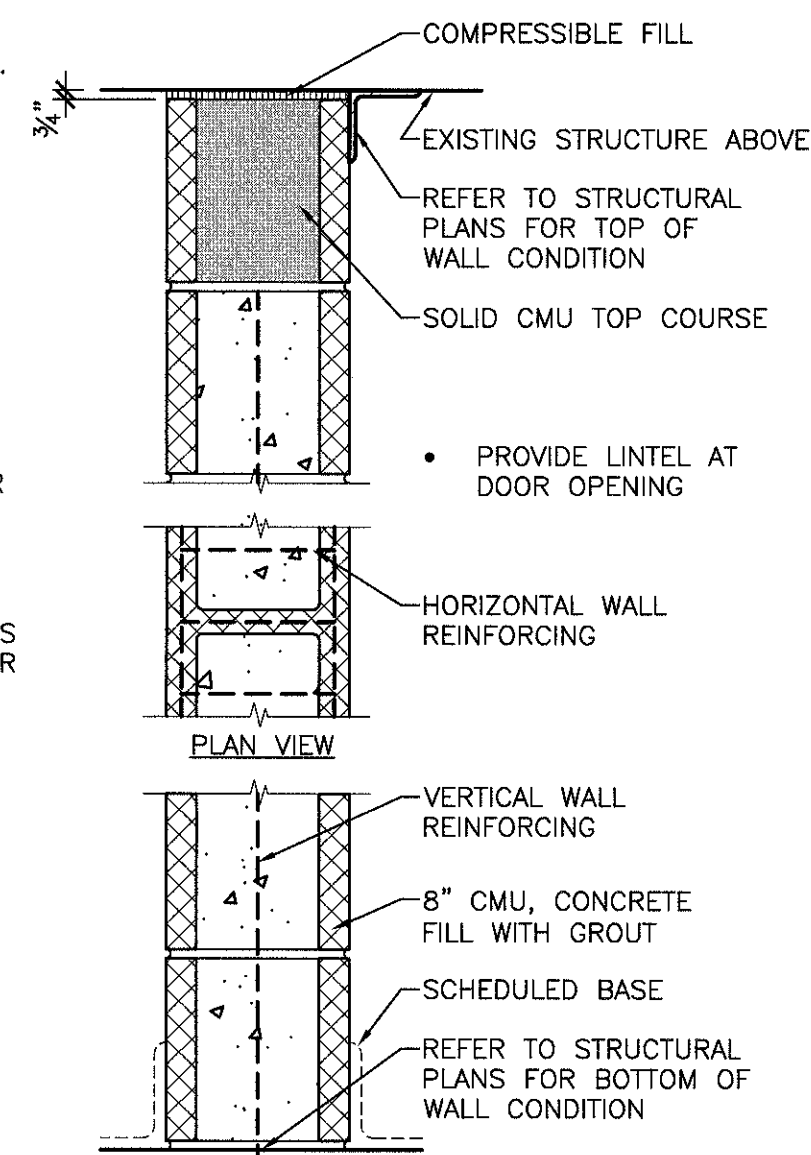 COMPRESSIBLE FILL
3/4"
EXISTING STRUCTURE ABOVE
REFER TO STRUCTURAL
PLANS FOR TOP OF
WALL CONDITION
SOLID CMU TOP COURSE
• PROVIDE LINTEL AT
DOOR OPENING
R
HORIZONTAL WALL
REINFORCING
S
R
PLAN VIEW
VERTICAL WALL
REINFORCING
8" CMU, CONCRETE
FILL WITH GROUT
SCHEDULED BASE
REFER TO STRUCTURAL
PLANS FOR BOTTOM OF
WALL CONDITION